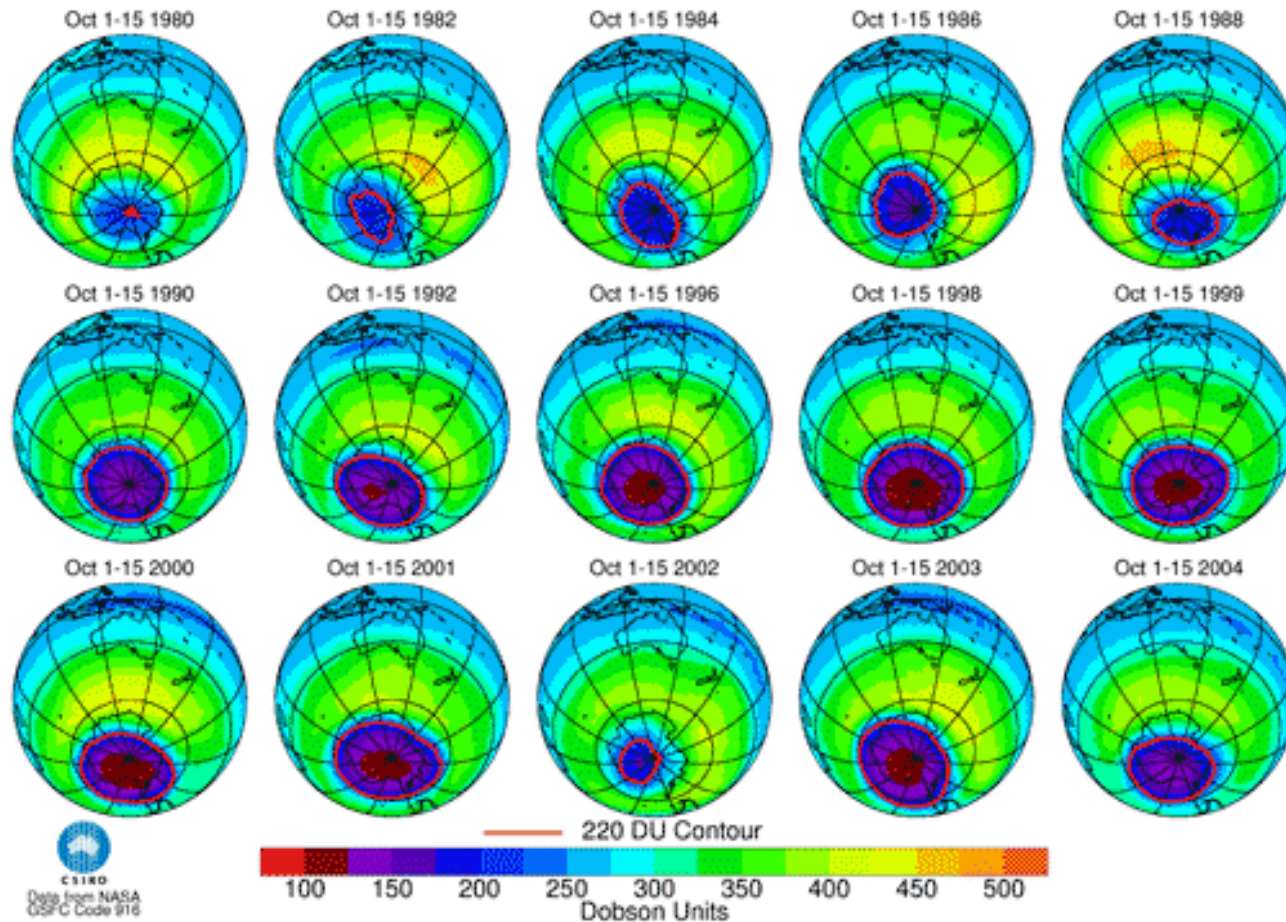 Oct 1-15 1980 Oct 1-15 1982 Oct 1-15 1984 Oct 1-15 1986 Oct 1-15 1988
Oct 1-15 1990 Oct 1-15 1992 Oct 1-15 1996 Oct 1-15 1998 Oct 1-15 1999
Oct 1-15 2000 Oct 1-15 2001 Oct 1-15 2002 Oct 1-15 2003 Oct 1-15 2004
220 DU Contour
CSIRO
Data from NASA
GSFC Code 916
100 150 200 250 300 350 400 450 500
Dobson Units